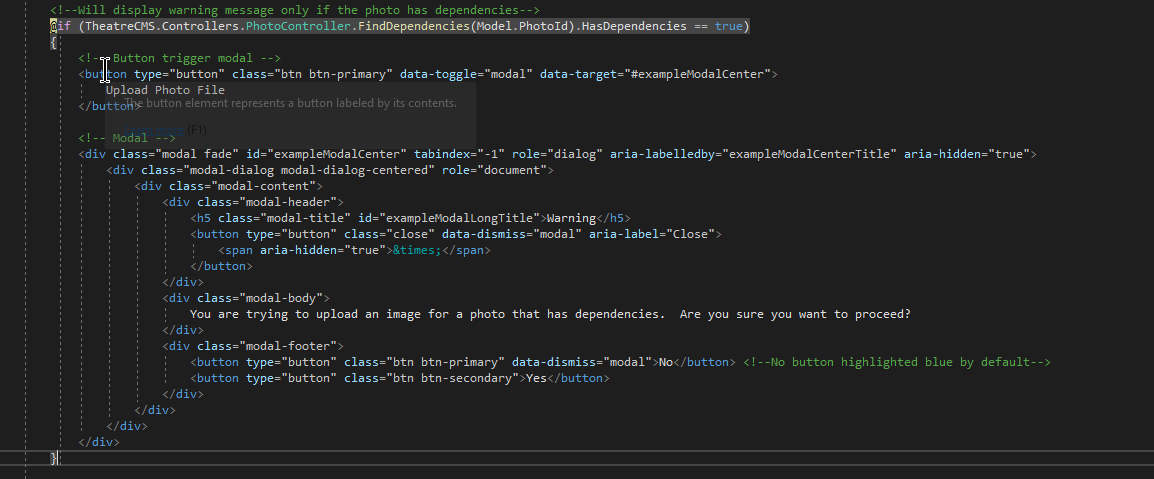 <!--Will display warning message only if the photo has dependencies-->
@if (TheatreCMS.Controllers.PhotoController.FindDependencies(Model.PhotoId).HasDependencies == true)
{
<!-- Button trigger modal -->
<button type="button" class="btn btn-primary" data-toggle="modal" data-target="#exampleModalCenter">
Upload Photo File
The button element represents a button labeled by its contents.
</button>
(F1)
<!-- Modal -->
<div class="modal fade" id="exampleModalCenter" tabindex="-1" role="dialog" aria-labelledby="exampleModalCenterTitle" aria-hidden="true">
<div class="modal-dialog modal-dialog-centered" role="document">
<div class="modal-content">
<div class="modal-header">
<h5 class="modal-title" id="exampleModalLongTitle">Warning</h5>
<button type="button" class="close" data-dismiss="modal" aria-label="Close">
<span aria-hidden="true">&times;</span>
</button>
</div>
<div class="modal-body">
You are trying to upload an image for a photo that has dependencies.  Are you sure you want to proceed?
</div>
<div class="modal-footer">
<button type="button" class="btn btn-primary" data-dismiss="modal">No</button> <!--No button highlighted blue by default-->
<button type="button" class="btn btn-secondary">Yes</button>
</div>
</div>
</div>
</div>
}